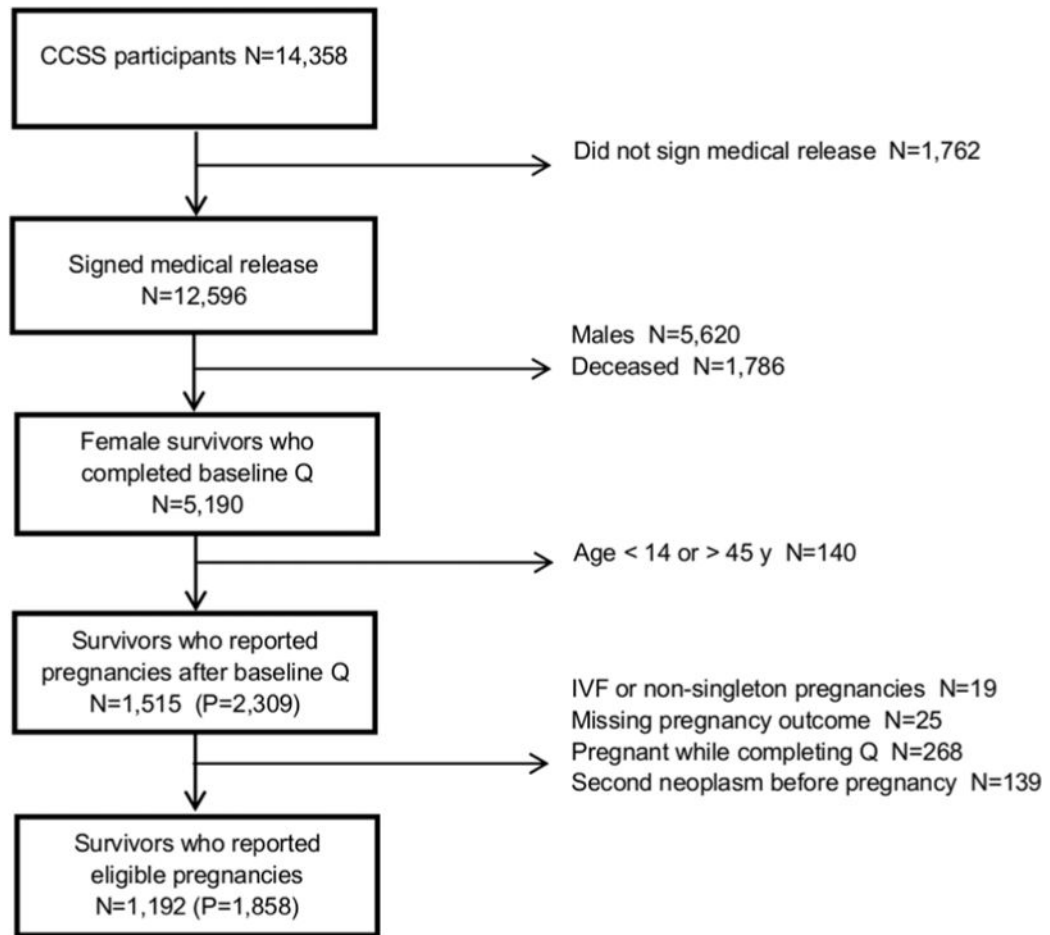 CCSS participants N=14,358
Did not sign medical release N=1,762
Signed medical release
N=12,596
Males N=5,620
Deceased N=1,786
Female survivors who
completed baseline Q
N=5,190
Age < 14 or > 45 y N=140
Survivors who reported
pregnancies after baseline Q
N=1,515 (P=2,309)
IVF or non-singleton pregnancies N=19
Missing pregnancy outcome N=25
Pregnant while completing Q N=268
Second neoplasm before pregnancy N=139
Survivors who reported
eligible pregnancies
N=1,192 (P=1,858)